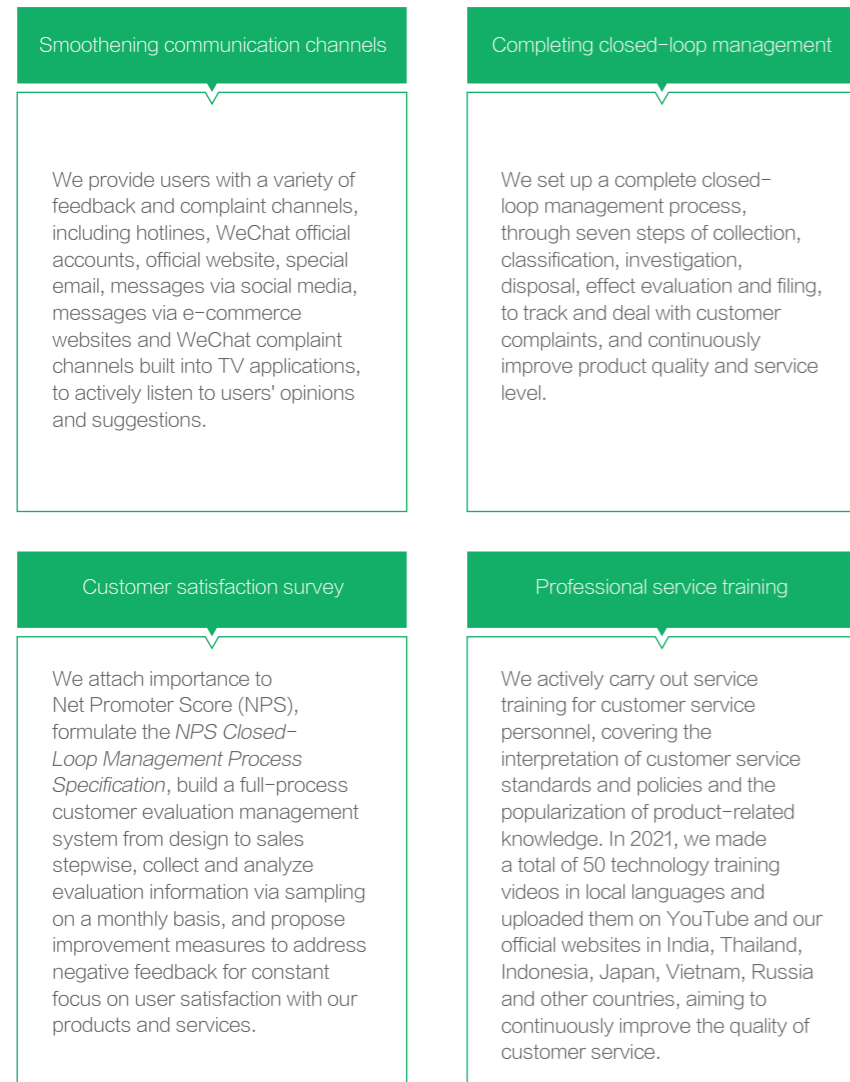 Smoothening communication channels
We provide users with a variety of
feedback and complaint channels,
including hotlines, WeChat official
accounts, official website, special
email, messages via social media,
messages via e-commerce
websites and WeChat complaint
channels built into TV applications,
to actively listen to users' opinions
and suggestions.
Completing closed-loop management
We set up a complete closed-
loop management process,
through seven steps of collection,
classification, investigation,
disposal, effect evaluation and filing,
to track and deal with customer
complaints, and continuously
improve product quality and service
level.
Customer satisfaction survey
We attach importance to
Net Promoter Score (NPS),
formulate the NPS Closed-
Loop Management Process
Specification, build a full-process
customer evaluation management
system from design to sales
stepwise, collect and analyze
evaluation information via sampling
on a monthly basis, and propose
improvement measures to address
negative feedback for constant
focus on user satisfaction with our
products and services.
Professional service training
We actively carry out service
training for customer service
personnel, covering the
interpretation of customer service
standards and policies and the
popularization of product-related
knowledge. In 2021, we made
a total of 50 technology training
videos in local languages and
uploaded them on YouTube and our
official websites in India, Thailand,
Indonesia, Japan, Vietnam, Russia
and other countries, aiming to
continuously improve the quality of
customer service.